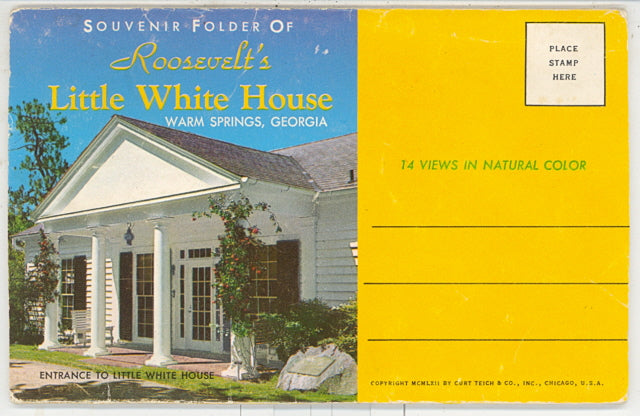 SOUVENIR FOLDER OF
Roosevelt's
Little White House
WARM SPRINGS, GEORGIA
ENTRANCE TO LITTLE WHITE HOUSE
PLACE
STAMP
HERE
14 VIEWS IN NATURAL COLOR
COPYRIGHT MCMLXII BY CURT TEICH & CO., INC., CHICAGO, U.S.A.